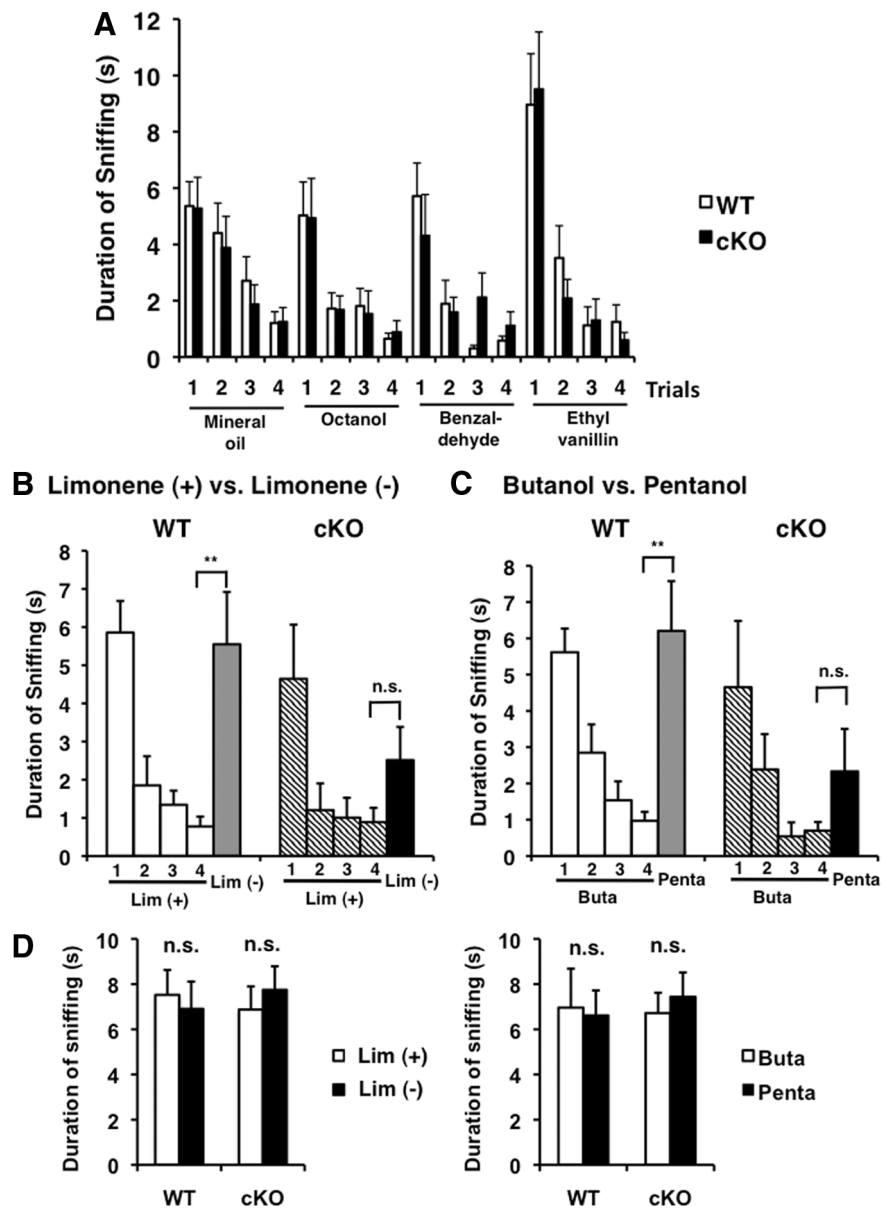 A
Duration of Sniffing (s)
12
10
8
6
4
2
0
WT
cKO
1 2 3 4 1 2 3 4 1 2 3 4 1 2 3 4 Trials
Mineral oil
Octanol
Benzal-
dehyde
Ethyl
vanillin
B Limonene (+) vs. Limonene (-)
WT cKO
Duration of Sniffing (s)
8
7
6
5
4
3
2
1
0
**
n.s.
1 2 3 4 Lim (-) 1 2 3 4 Lim (-)
Lim (+) Lim (+)
C Butanol vs. Pentanol
WT cKO
Duration of Sniffing (s)
8
7
6
5
4
3
2
1
0
**
n.s.
1 2 3 4 Penta 1 2 3 4 Penta
Buta Buta
D
Duration of sniffing (s)
10
8
6
4
2
0
n.s. n.s.
WT cKO
Lim (+)
Lim (-)
Duration of sniffing (s)
10
8
6
4
2
0
n.s. n.s.
WT cKO
Buta
Penta